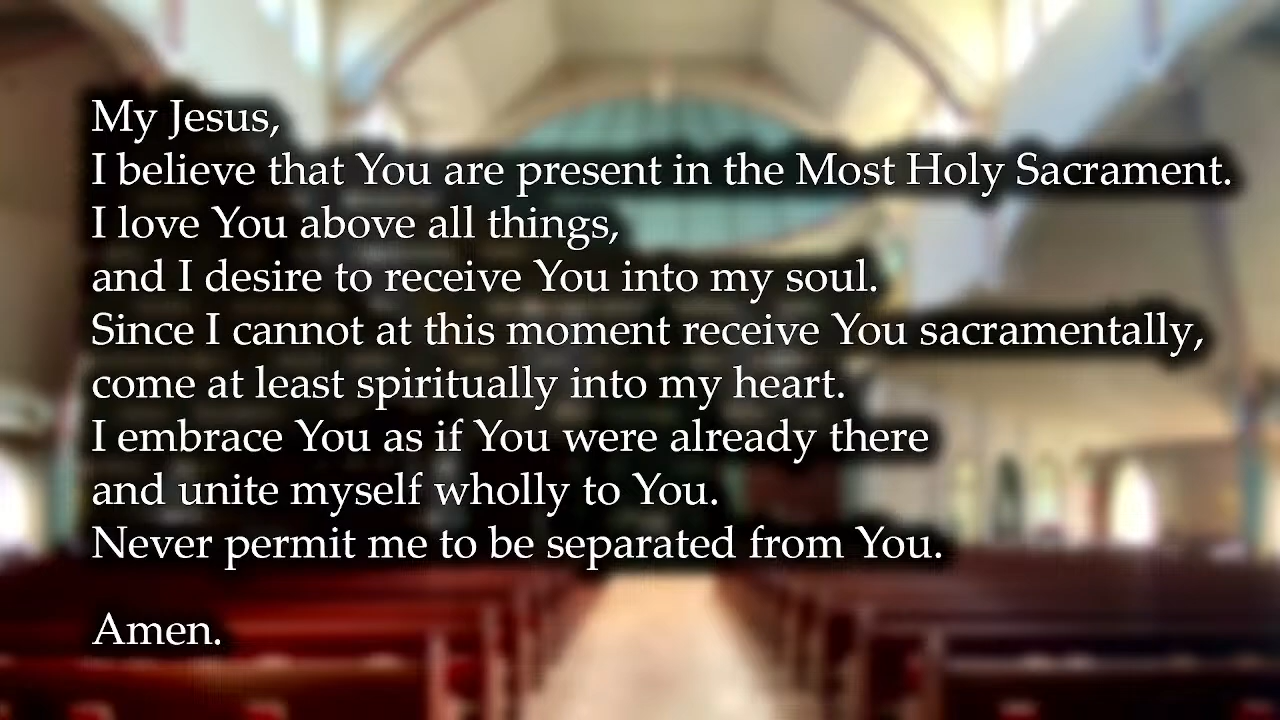 My Jesus,
I believe that You are present in the Most Holy Sacrament.
I love You above all things,
and I desire to receive You into my soul.
Since I cannot at this moment receive You sacramentally,
come at least spiritually into my heart.
I embrace You as if You were already there
and unite myself wholly to You.
Never permit me to be separated from You.
Amen.